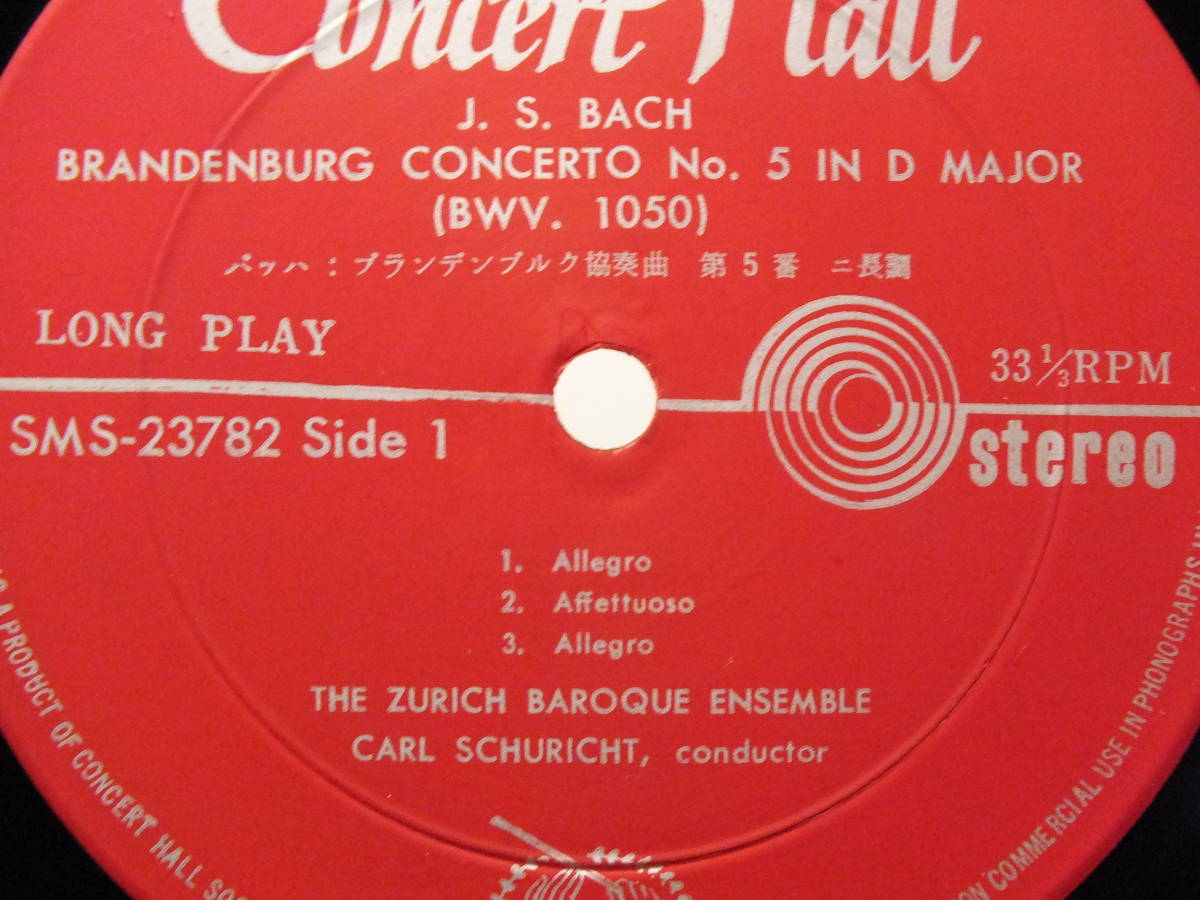 Concert Hall
J. S. BACH
BRANDENBURG CONCERTO No. 5 IN D MAJOR
(BWV. 1050)
バッハ : ブランデンブルク協奏曲 第5番 ニ長調
LONG PLAY
33 1/3 RPM
SMS-23782 Side 1
stereo
1. Allegro
2. Affettuoso
3. Allegro
THE ZURICH BAROQUE ENSEMBLE
CARL SCHURICHT, conductor
A PRODUCT OF CONCERT HALL
COMMERCIAL USE IN PHONOGRAPHS